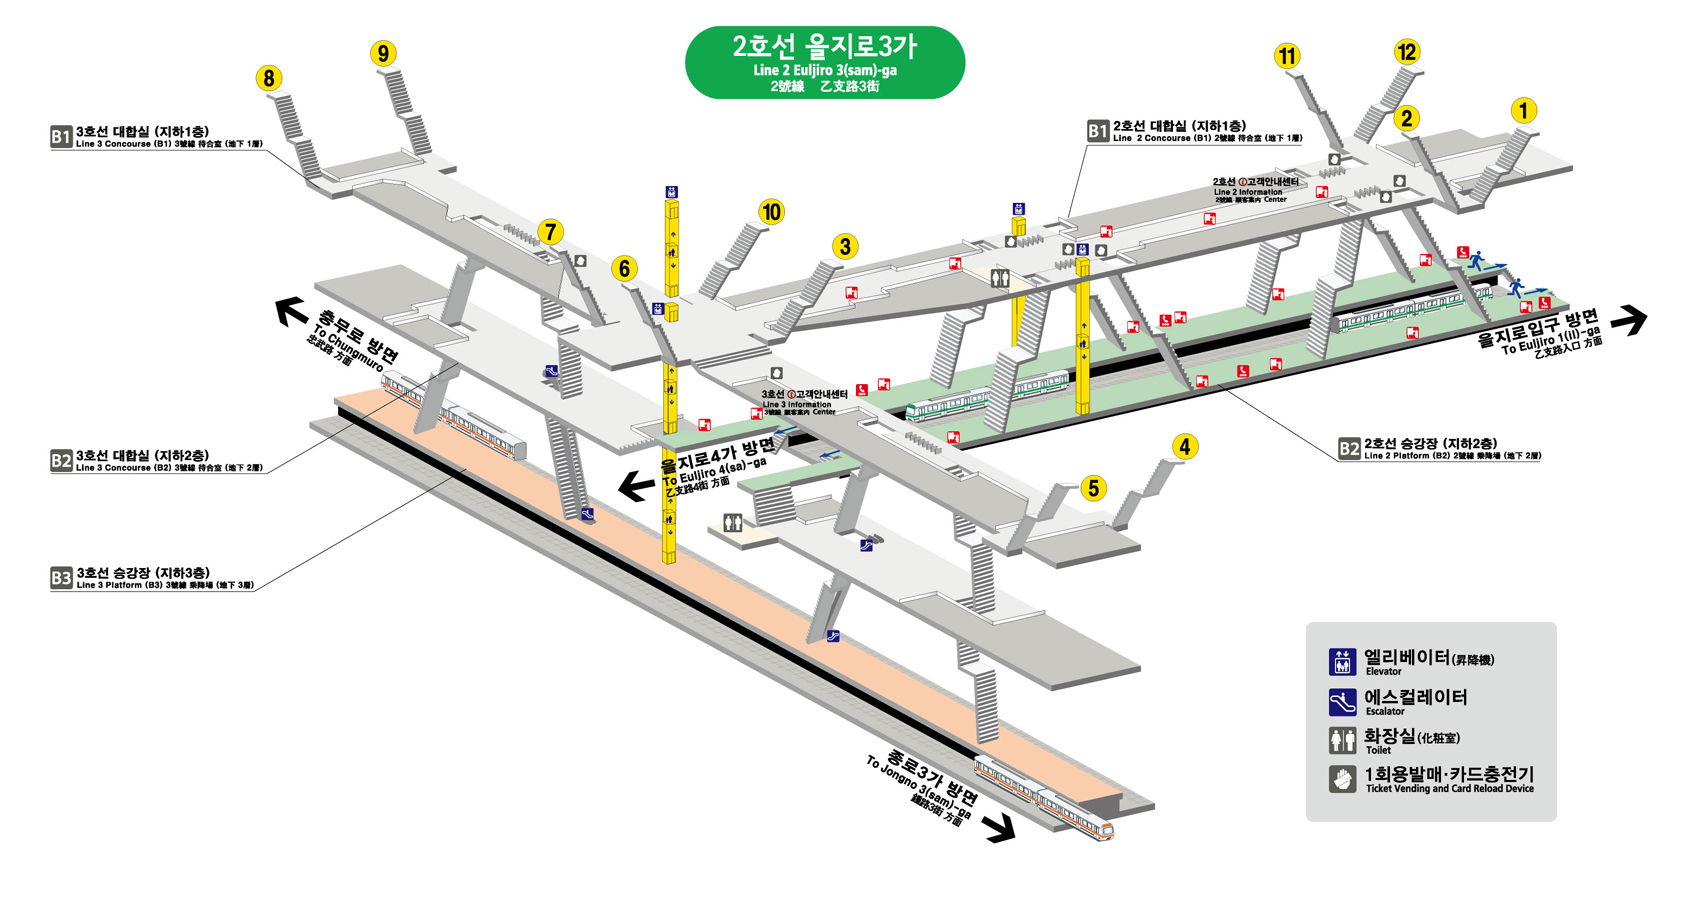 2호선 을지로3가
Line 2 Euljiro 3(sam)-ga
2號線 乙支路3街
8
9
11
12
2
1
B1
3호선 대합실 (지하1층)
Line 3 Concourse (B1) 3號線 待合室 (地下 1層)
B1
2호선 대합실 (지하1층)
Line 2 Concourse (B1) 2號線 待合室 (地下 1層)
2호선 i고객안내센터
Line 2 Information
2號線 顧客案內 Center
10
7
3
6
충무로 방면
To Chungmuro
忠武路 方面
을지로입구 방면
To Euljiro 1(il)-ga
乙支路入口 方面
3호선 i고객안내센터
Line 3 Information
3號線 顧客案內 Center
을지로4가 방면
To Euljiro 4(sa)-ga
乙支路4街 方面
B2
3호선 대합실 (지하2층)
Line 3 Concourse (B2) 3號線 待合室 (地下 2層)
B2
2호선 승강장 (지하2층)
Line 2 Platform (B2) 2號線 乘降場 (地下 2層)
4
5
B3
3호선 승강장 (지하3층)
Line 3 Platform (B3) 3號線 乘降場 (地下 3層)
종로3가 방면
To Jongno 3(sam)-ga
鍾路3街 方面
엘리베이터(昇降機)
Elevator
에스컬레이터
Escalator
화장실(化粧室)
Toilet
1회용발매·카드충전기
Ticket Vending and Card Reload Device